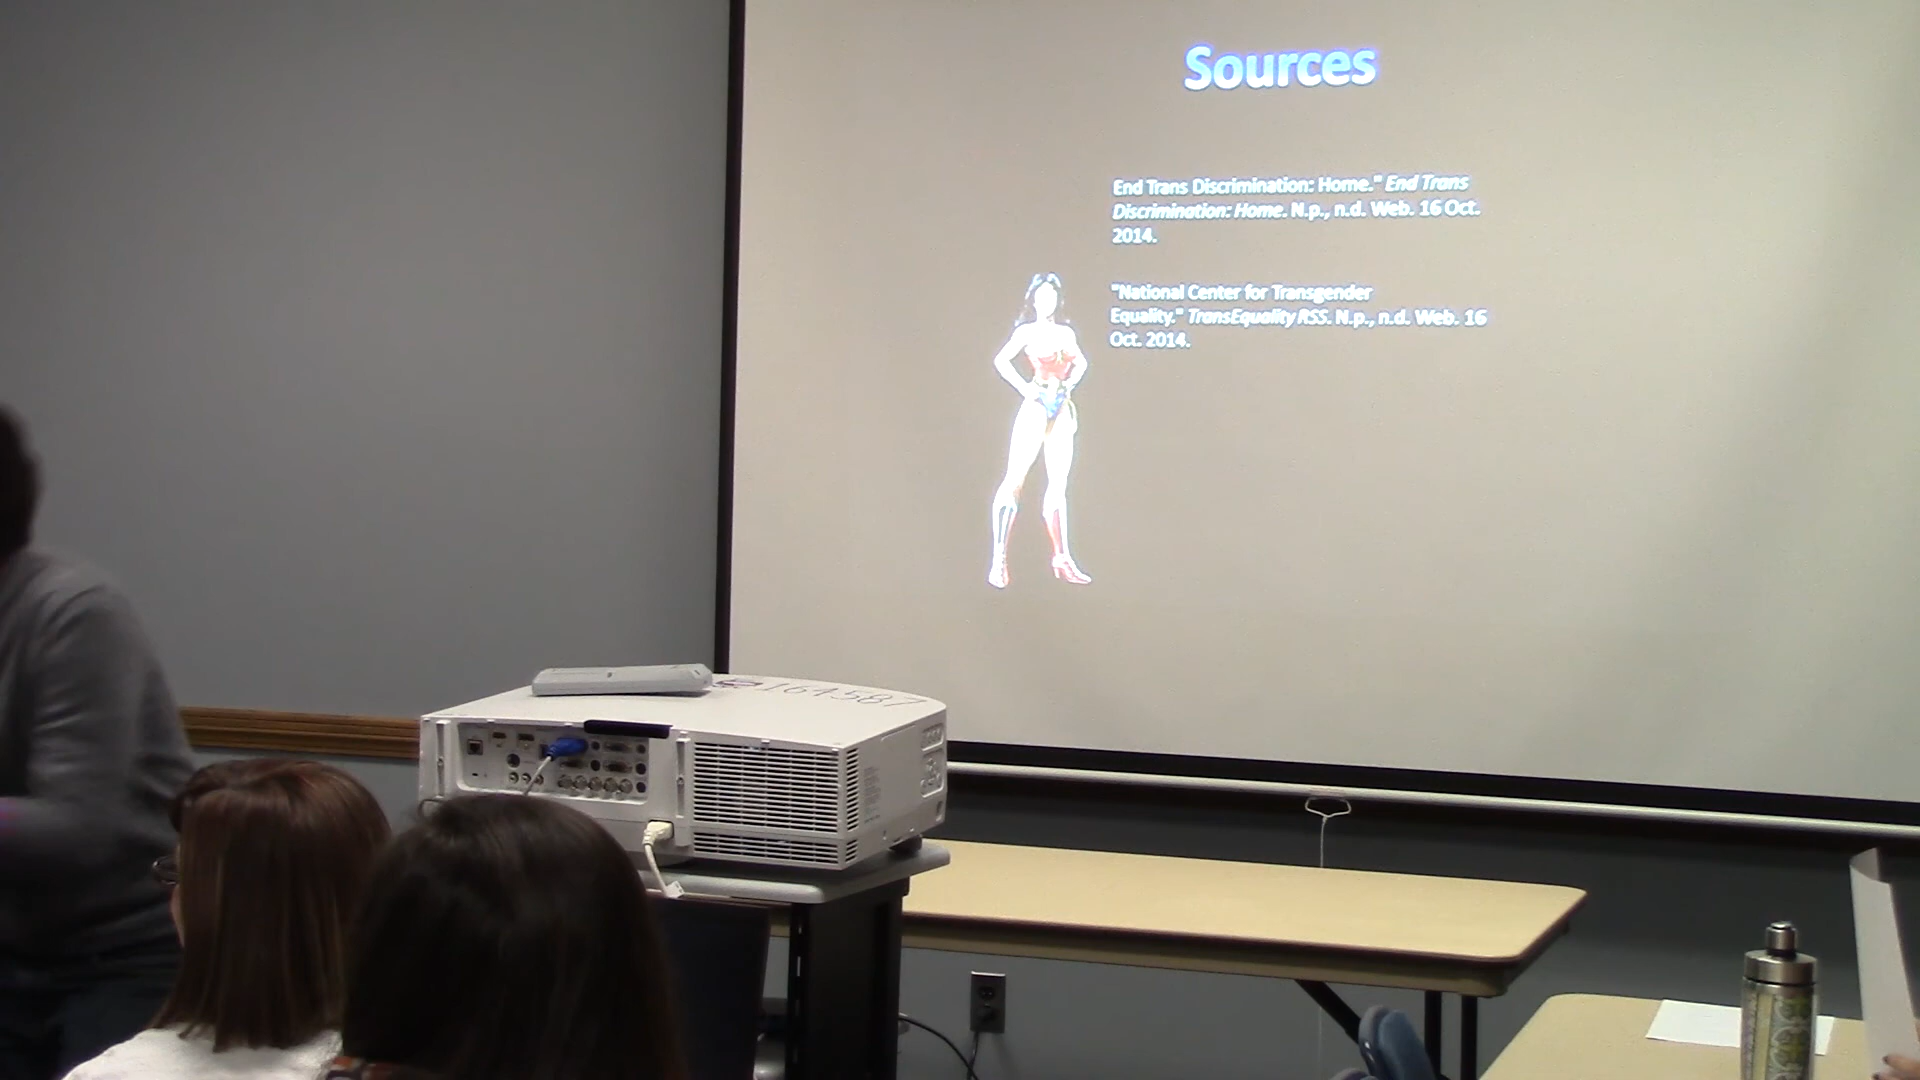 Sources
End Trans Discrimination: Home." End Trans
Discrimination: Home. N.p., n.d. Web. 16 Oct.
2014.
"National Center for Transgender
Equality." TransEquality RSS. N.p., n.d. Web. 16
Oct. 2014.
164587